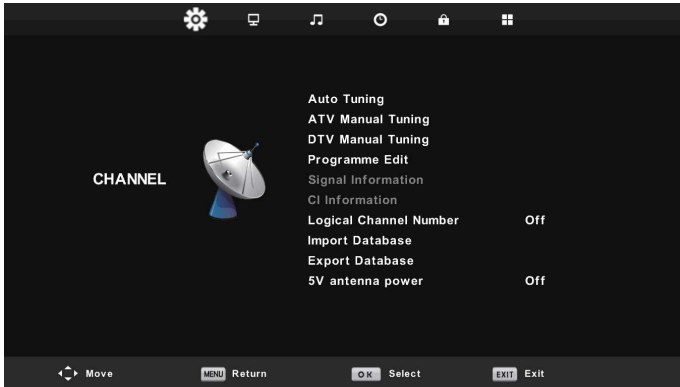 Auto Tuning
ATV Manual Tuning
DTV Manual Tuning
Programme Edit
CHANNEL
Signal Information
CI Information
Logical Channel Number Off
Import Database
Export Database
5V antenna power Off
Move MENU Return OK Select EXIT Exit